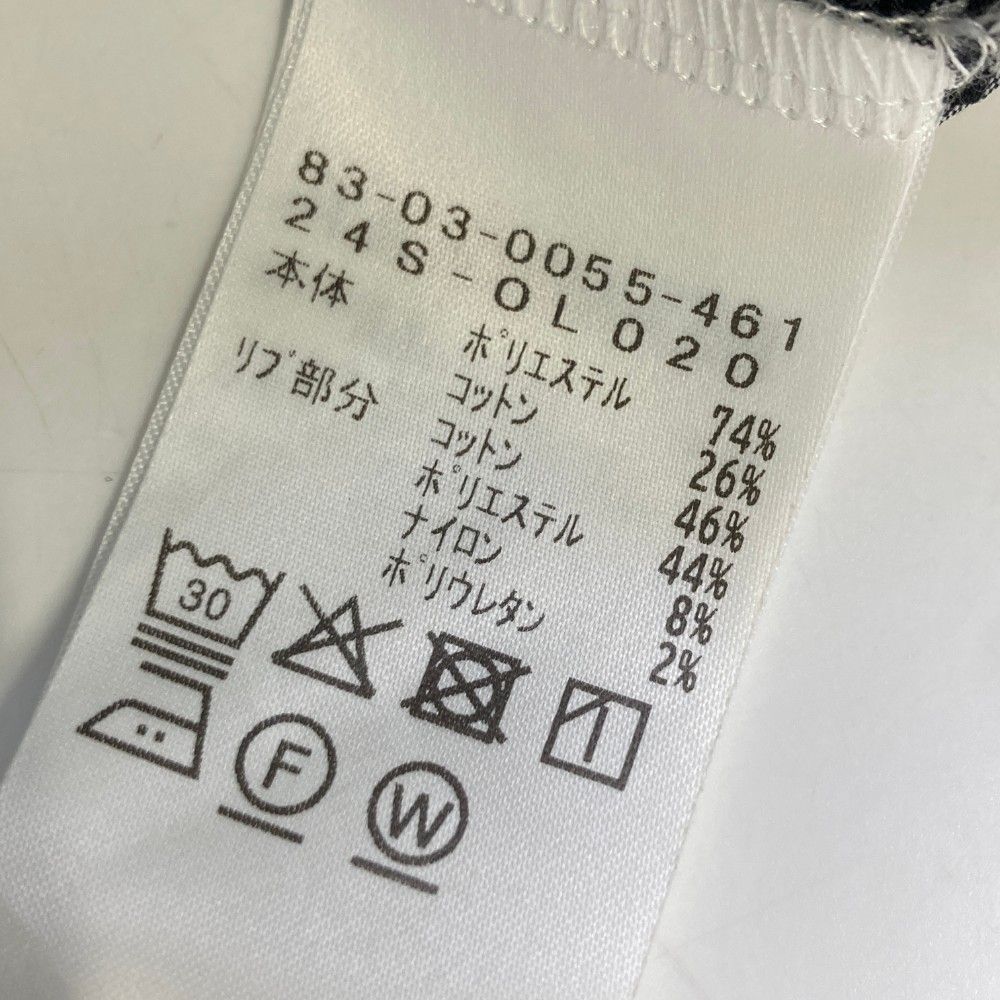 83-03-0055-461
24S-OL020
本体 ポリエステル 74%
コットン 26%
リブ部分 コットン 46%
ポリエステル 44%
ナイロン 8%
ポリウレタン 2%
30
F
W